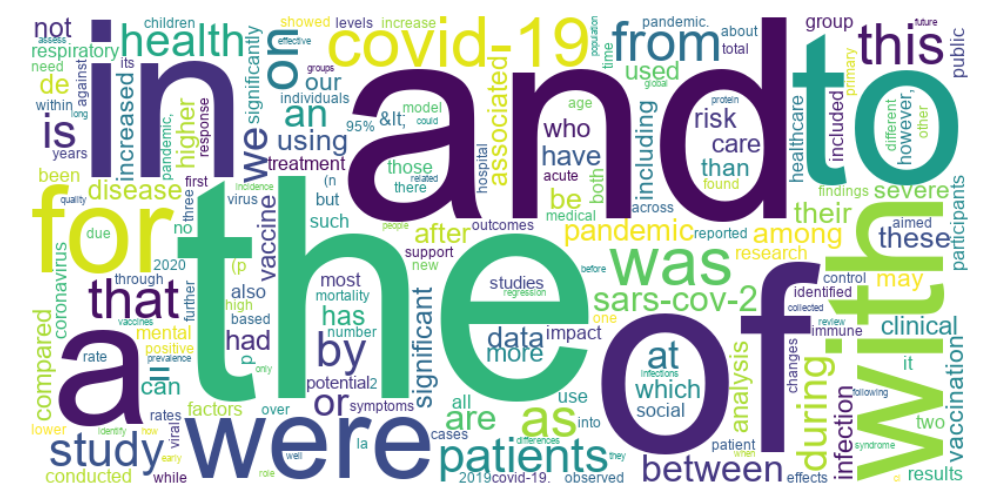 not
children
showed
levels
increase
covid-19
from
pandemic.
about
group
its
effective
population
respiratory
health
significantly
on
time
total
this
future
public
assess
need
de
against
increased
higher
in
groups
our
individuals
an
and
used
global
to
primary
within
is
long
pandemic,
response
we
using
95%
&lt;
model
could
associated
who
age
protein
including
risk
care
than
healthcare
included
different
other
however,
years
been
treatment
those
related
there
hospital
acute
have
be
both
found
findings
severe
participants
disease
first
three
no
virus
incidence
(n
but
such
people
after
outcomes
medical
across
pandemic
among
their
aimed
these
for
due
quality
the
was
reported
research
with
may
coronavirus
2020
through
further
(p
vaccine
also
high
based
most
mortality
number
has
support
new
studies
regression
before
sars-cov-2
one
of
control
identified
collected
review
immune
clinical
that
vaccines
mental
positive
prevalence
had
p
by
significant
data
more
impact
at
which
social
analysis
changes
during
.
it
compared
a
rate
can
all
potential
2
or
symptoms
are
as
use
into
infections
infection
following
two
vaccination
lower
rates
factors
over
study
identify
how
viral
were
la
cases
patients
differences
they
between
patient
when
effects
syndrome
results
conducted
early
while
role
well
only
2019
covid-19.
observed